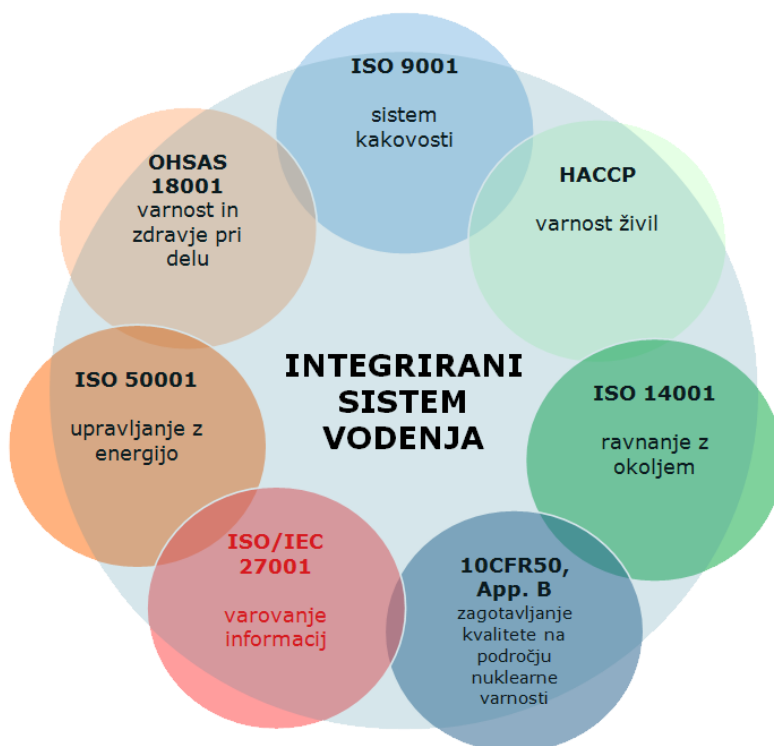 ISO 9001
sistem
kakovosti
HACCP
varnost živil
ISO 14001
ravnanje z
okoljem
10CFR50,
App. B
zagotavljanje
kvalitete na
področju
nuklearne
varnosti
ISO/IEC
27001
varovanje
informacij
ISO 50001
upravljanje z
energijo
OHSAS
18001
varnost in
zdravje pri
delu
INTEGRIRANI
SISTEM
VODENJA